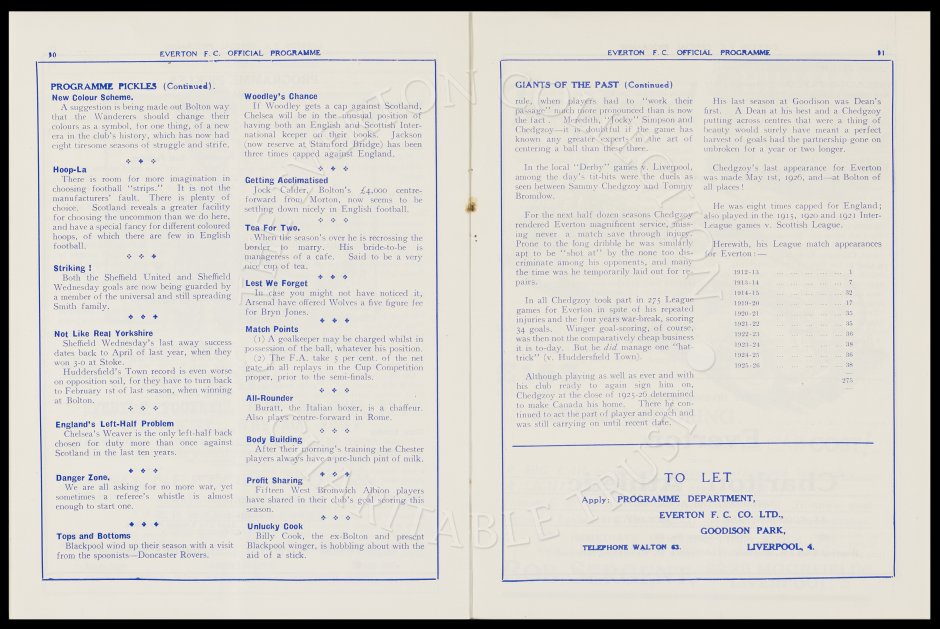 90
EVERTON F. C. OFFICIAL PROGRAMME
PROGRAMME PICKLES (Continued).
New Colour Scheme.
A suggestion is being made out Bolton way
that the Wanderers should change their
colours as a symbol, for one thing, of a new
era in the club's history, which has now had
eight tiresome seasons of struggle and strife.
Hoop-La
There is room for more imagination in
choosing football "strips." It is not the
manufacturers' fault. There is plenty of
choice. Scotland reveals a greater facility
for choosing the uncommon than we do here,
and have a special fancy for different coloured
hoops, of which there are few in English
football.
Striking !
Both the Sheffield United and Sheffield
Wednesday goals are now being guarded by
a member of the universal and still spreading
Smith family.
Not Like Real Yorkshire
Sheffield Wednesday's last away success
dates back to April of last year, when they
won 3-0 at Stoke.
Huddersfield's Town record is even worse
on opposition soil, for they have to turn back
to February 1st of last season, when winning
at Bolton.
England's Left-Half Problem
Chelsea's Weaver is the only left-half back
chosen for duty more than once against
Scotland in the last ten years.
Danger Zone.
We are all asking for no more war, yet
sometimes a referee's whistle is almost
enough to start one.
Tops and Bottoms
Blackpool wind up their season with a visit
from the spoonists—Doncaster Rovers.
Woodley's Chance
If Woodley gets a cap against Scotland,
Chelsea will be in the unusual position of
having both an English and Scottish Inter-
national keeper on their books. Jackson
(now reserve at Stamford Bridge) has been
three times capped against England.
Getting Acclimatised
Jock Calder, Bolton's £4,000 centre-
forward from Morton, now seems to be
settling down nicely in English football.
Tea For Two.
When the season's over he is recrossing the
border to marry. His bride-to-be is
manageress of a cafe. Said to be a very
nice cup of tea.
Lest We Forget
In case you might not have noticed it,
Arsenal have offered Wolves a five figure fee
for Bryn Jones.
Match Points
(1) A goalkeeper may be charged whilst in
possession of the ball, whatever his position.
(2) The F.A. take 5 per cent. of the net
gate in all replays in the Cup Competition
proper, prior to the semi-finals.
All-Rounder
Buratt, the Italian boxer, is a chaffeur.
Also plays centre-forward in Rome.
Body Building
After their morning's training the Chester
players always have a pre-lunch pint of milk.
Profit Sharing
Fifteen West Bromwich Albion players
have shared in their club's goal scoring this
season.
Unlucky Cook
Billy Cook, the ex-Bolton and present
Blackpool winger, is hobbling about with the
aid of a stick.
EVERTON F. C. OFFICIAL PROGRAMME
GIANTS OF THE PAST (Continued)
rule, when players had to "work their
passage" much more pronounced than is now
the fact. Meredith, "Jocky" Simpson and
Chedgzoy—it is doubtful if the game has
known any greater experts in the art of
centering a ball than these three.
In the local "Derby" games v. Liverpool,
among the day's tit-bits were the duels as
seen between Sammy Chedgzoy and Tommy
Bromilow.
For the next half dozen seasons Chedgzoy
rendered Everton magnificent service, miss-
ing never a match save through injury.
Prone to the long dribble he was similarly
apt to be "shot at" by the none too dis-
criminate among his opponents, and many
the time was he temporarily laid out for re-
pairs.
In all Chedgzoy took part in 275 League
games for Everton in spite of his repeated
injuries and the four years war-break, scoring
34 goals. Winger goal-scoring, of course,
was then not the comparatively cheap business
it is to-day. But he did manage one "hat-
trick" (v. Huddersfield Town).
Although playing as well as ever and with
his club ready to again sign him on,
Chedgzoy at the close of 1925-26 determined
to make Canada his home. There he con-
tinued to act the part of player and coach and
was still carrying on until recent date.
His last season at Goodison was Dean's
first. A Dean at his best and a Chedgzoy
putting across centres that were a thing of
beauty would surely have meant a perfect
harvest of goals had the partnership gone on
unbroken for a year or two longer.
Chedgzoy's last appearance for Everton
was made May 1st, 1926, and—at Bolton of
all places!
He was eight times capped for England;
also played in the 1915, 1920 and 1921 Inter-
League games v. Scottish League.
Herewith, his League match appearances
for Everton :—
1912-13 ... ... ... ... 1
1913-14 ... ... ... ... 7
1914-15 ... ... ... ... 32
1919-20 ... ... ... ... 17
1920-21 ... ... ... ... 35
1921-22 ... ... ... ... 35
1922-23 ... ... ... ... 36
1923-24 ... ... ... ... 38
1924-25 ... ... ... ... 36
1925-26 ... ... ... ... 38
275
TO LET
Apply: PROGRAMME DEPARTMENT,
EVERTON F. C. CO. LTD.,
GOODISON PARK,
TELEPHONE WALTON 63. LIVERPOOL, 4.